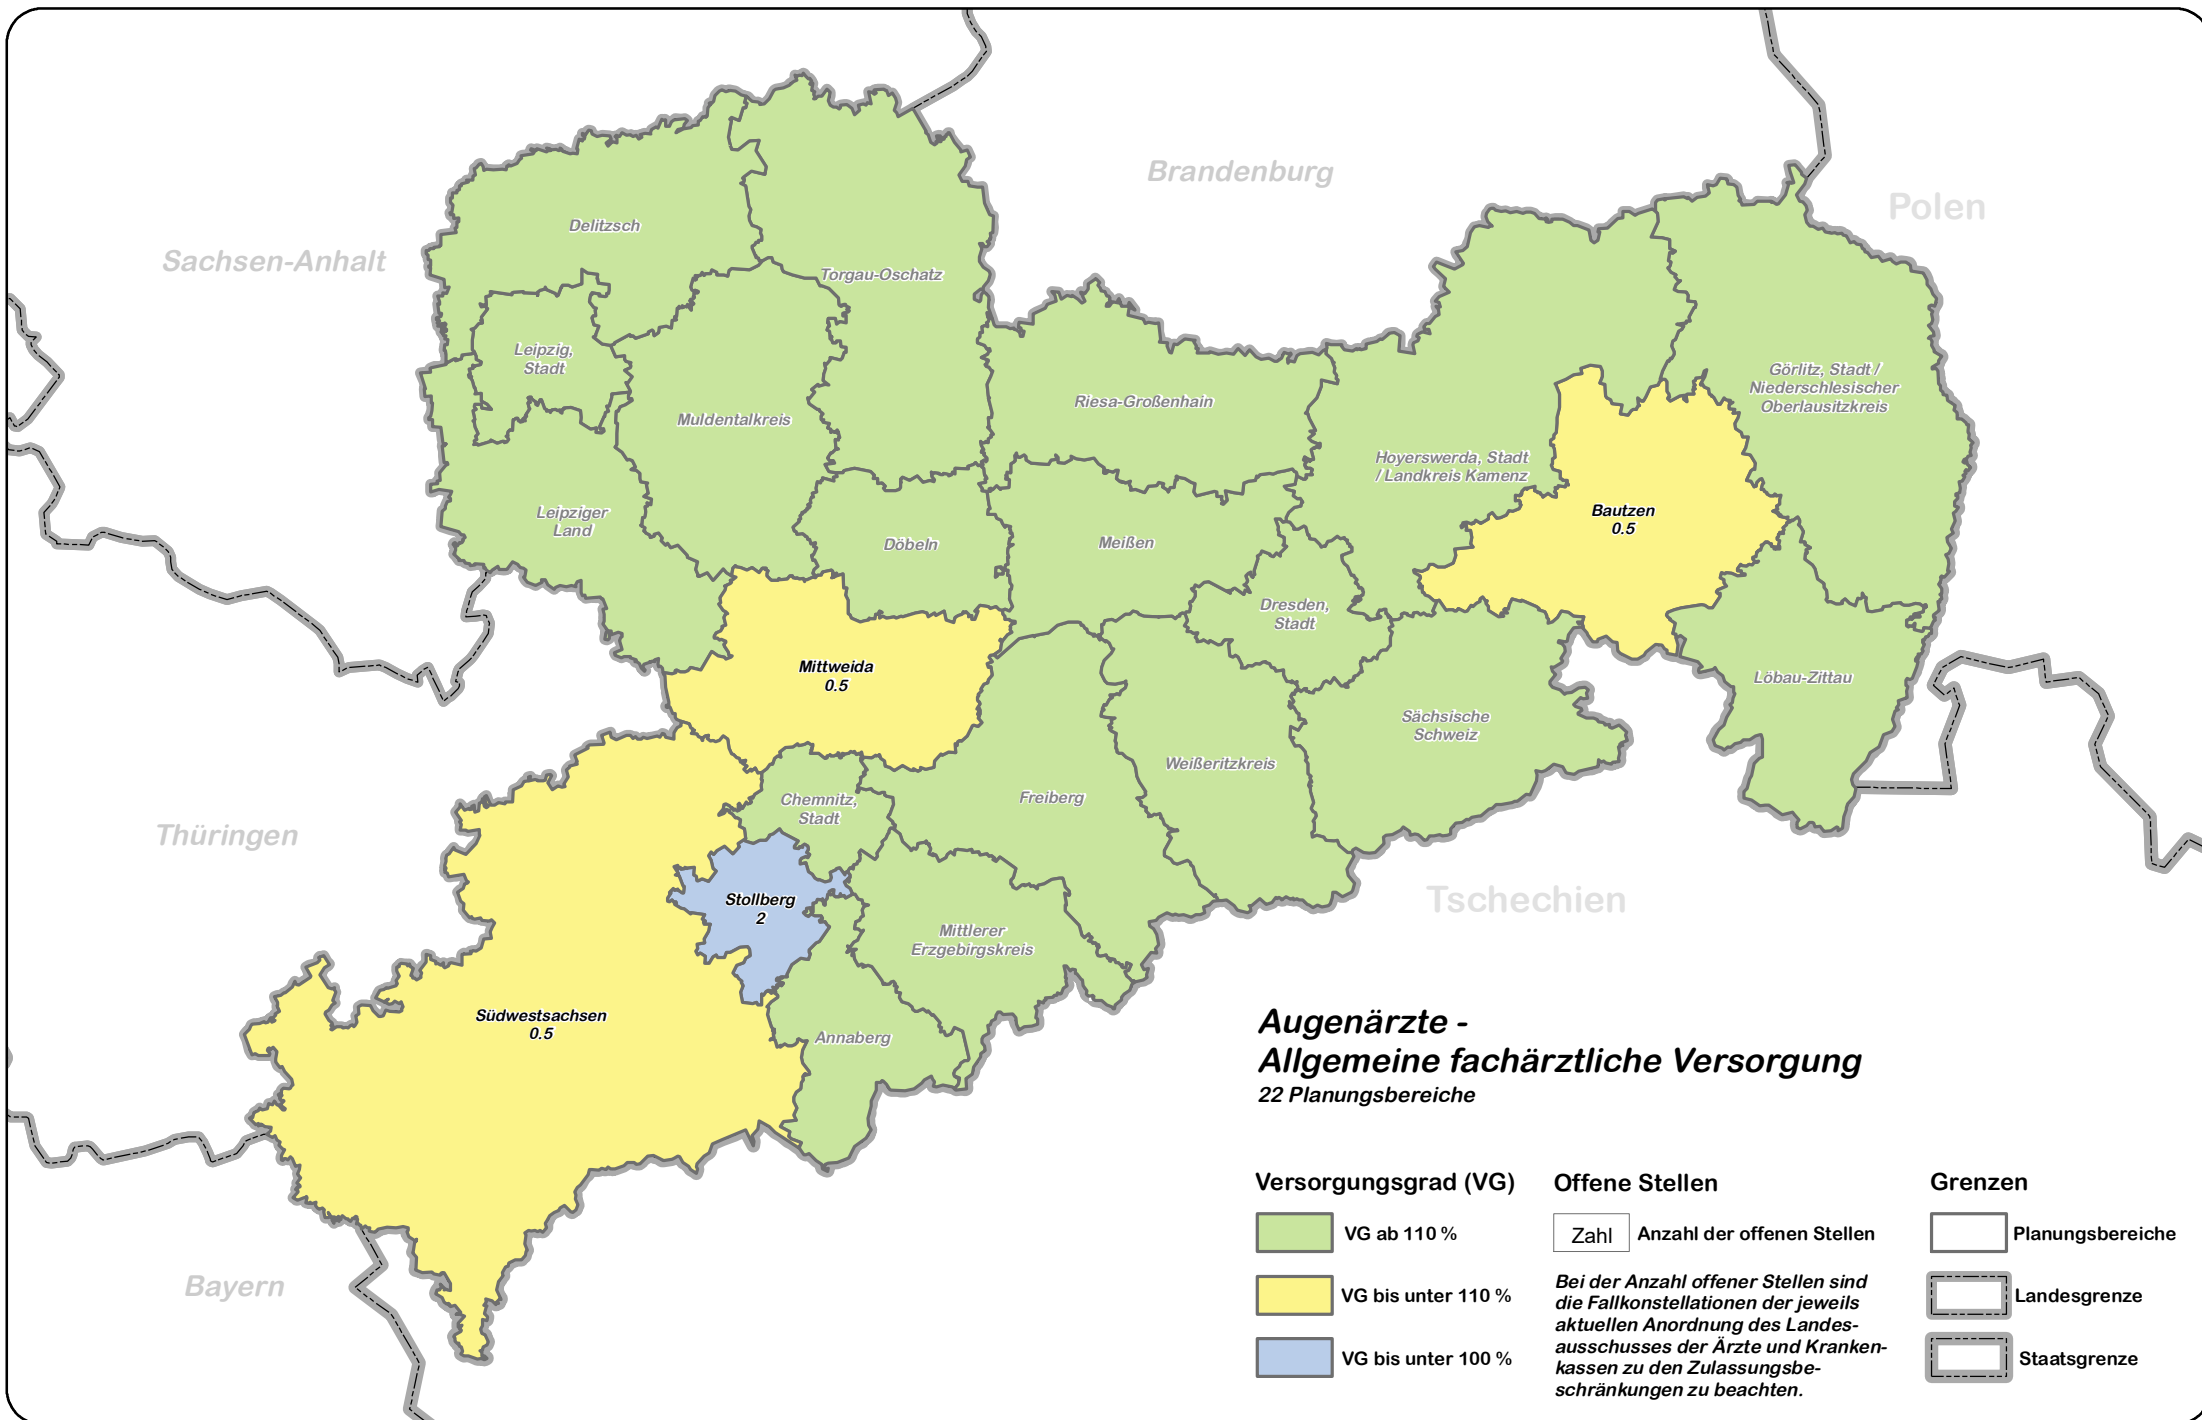 Brandenburg
Polen
Sachsen-Anhalt
Delitzsch
Torgau-Oschatz
Leipzig,
Stadt
Muldentalkreis
Riesa-Großenhain
Görlitz, Stadt /
Niederschlesischer
Oberlausitzkreis
Hoyerswerda, Stadt
/ Landkreis Kamenz
Bautzen
0.5
Leipziger
Land
Döbeln
Meißen
Dresden,
Stadt
Mittweida
0.5
Löbau-Zittau
Sächsische
Schweiz
Weißeritzkreis
Freiberg
Chemnitz,
Stadt
Thüringen
Stollberg
2
Tschechien
Mittlerer
Erzgebirgskreis
Südwestsachsen
0.5
Annaberg
Bayern
Augenärzte -
Allgemeine fachärztliche Versorgung
22 Planungsbereiche
Versorgungsgrad (VG)
VG ab 110 %
VG bis unter 110 %
VG bis unter 100 %
Offene Stellen
Zahl Anzahl der offenen Stellen
Bei der Anzahl offener Stellen sind
die Fallkonstellationen der jeweils
aktuellen Anordnung des Landes-
ausschusses der Ärzte und Kranken-
kassen zu den Zulassungsbe-
schränkungen zu beachten.
Grenzen
Planungsbereiche
Landesgrenze
Staatsgrenze